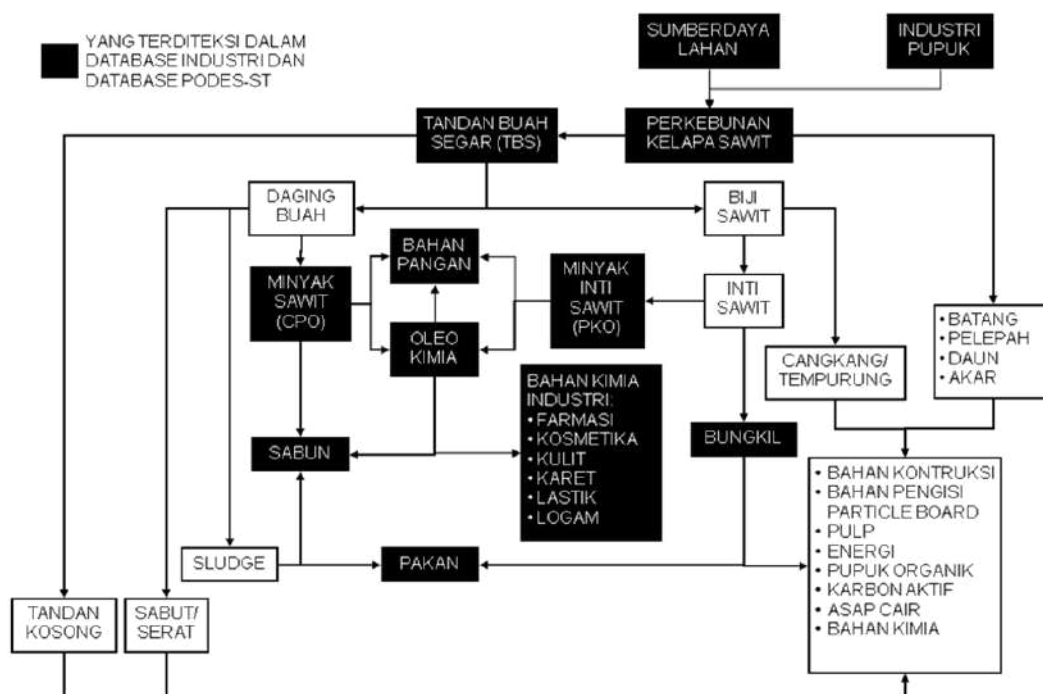 YANG TERDITEKSI DALAM
DATABASE INDUSTRI DAN
DATABASE PODES-ST
SUMBERDAYA
LAHAN
INDUSTRI
PUPUK
TANDAN BUAH
SEGAR (TBS)
PERKEBUNAN
KELAPA SAWIT
DAGING
BUAH
BIJI
SAWIT
BAHAN
PANGAN
MINYAK
SAWIT
(CPO)
MINYAK
INTI
SAWIT
(PKO)
INTI
SAWIT
OLEO
KIMIA
• BATANG
• PELEPAH
• DAUN
• AKAR
CANGKANG/
TEMPURUNG
BAHAN KIMIA
INDUSTRI:
• FARMASI
• KOSMETIKA
• KULIT
• KARET
• LASTIK
• LOGAM
SABUN
BUNGKIL
• BAHAN KONTRUKSI
• BAHAN PENGISI
PARTICLE BOARD
• PULP
• ENERGI
• PUPUK ORGANIK
• KARBON AKTIF
• ASAP CAIR
• BAHAN KIMIA
SLUDGE
PAKAN
TANDAN
KOSONG
SABUT/
SERAT